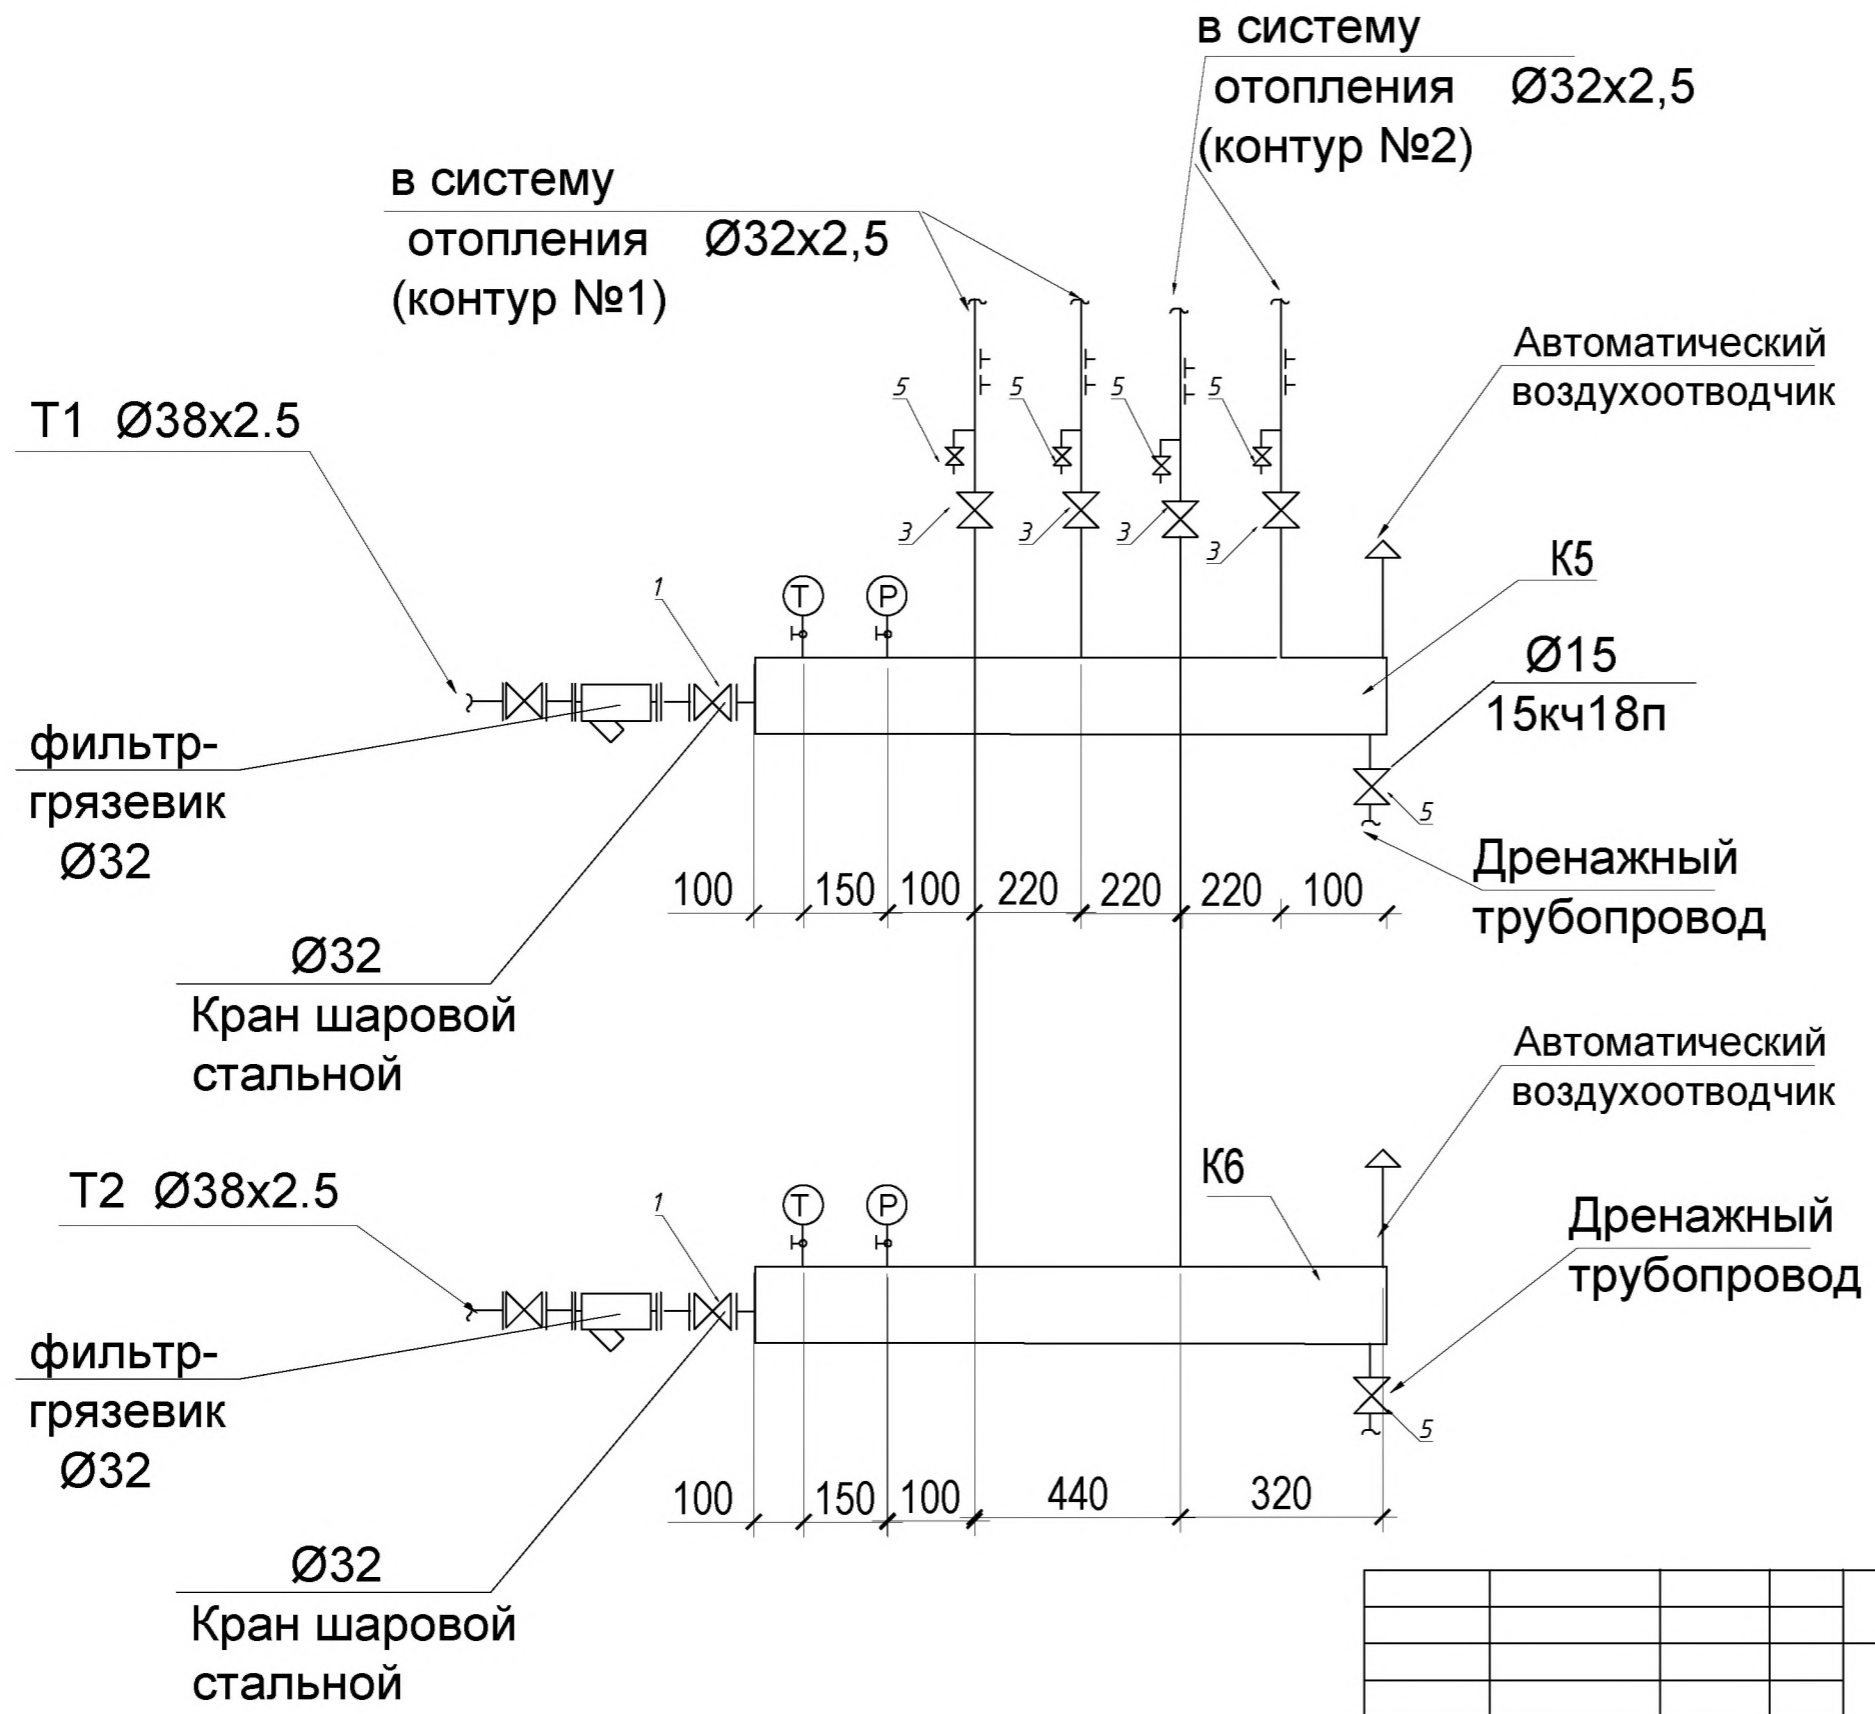 в систему
отопления Ø32х2,5
(контур №2)
в систему
отопления Ø32х2,5
(контур №1)
Автоматический
воздухоотводчик
5 5 5 5
Т1 Ø38х2.5
3 3 3 3
К5
1
Т Р
Ø15
15кч18п
фильтр-
грязевик
Ø32
5
Дренажный
трубопровод
100 150 100 220 220 220 100
Ø32
Кран шаровой
стальной
Автоматический
воздухоотводчик
К6
Т2 Ø38х2.5
1
Т Р
Дренажный
трубопровод
фильтр-
грязевик
Ø32
5
100 150 100 440 320
Ø32
Кран шаровой
стальной